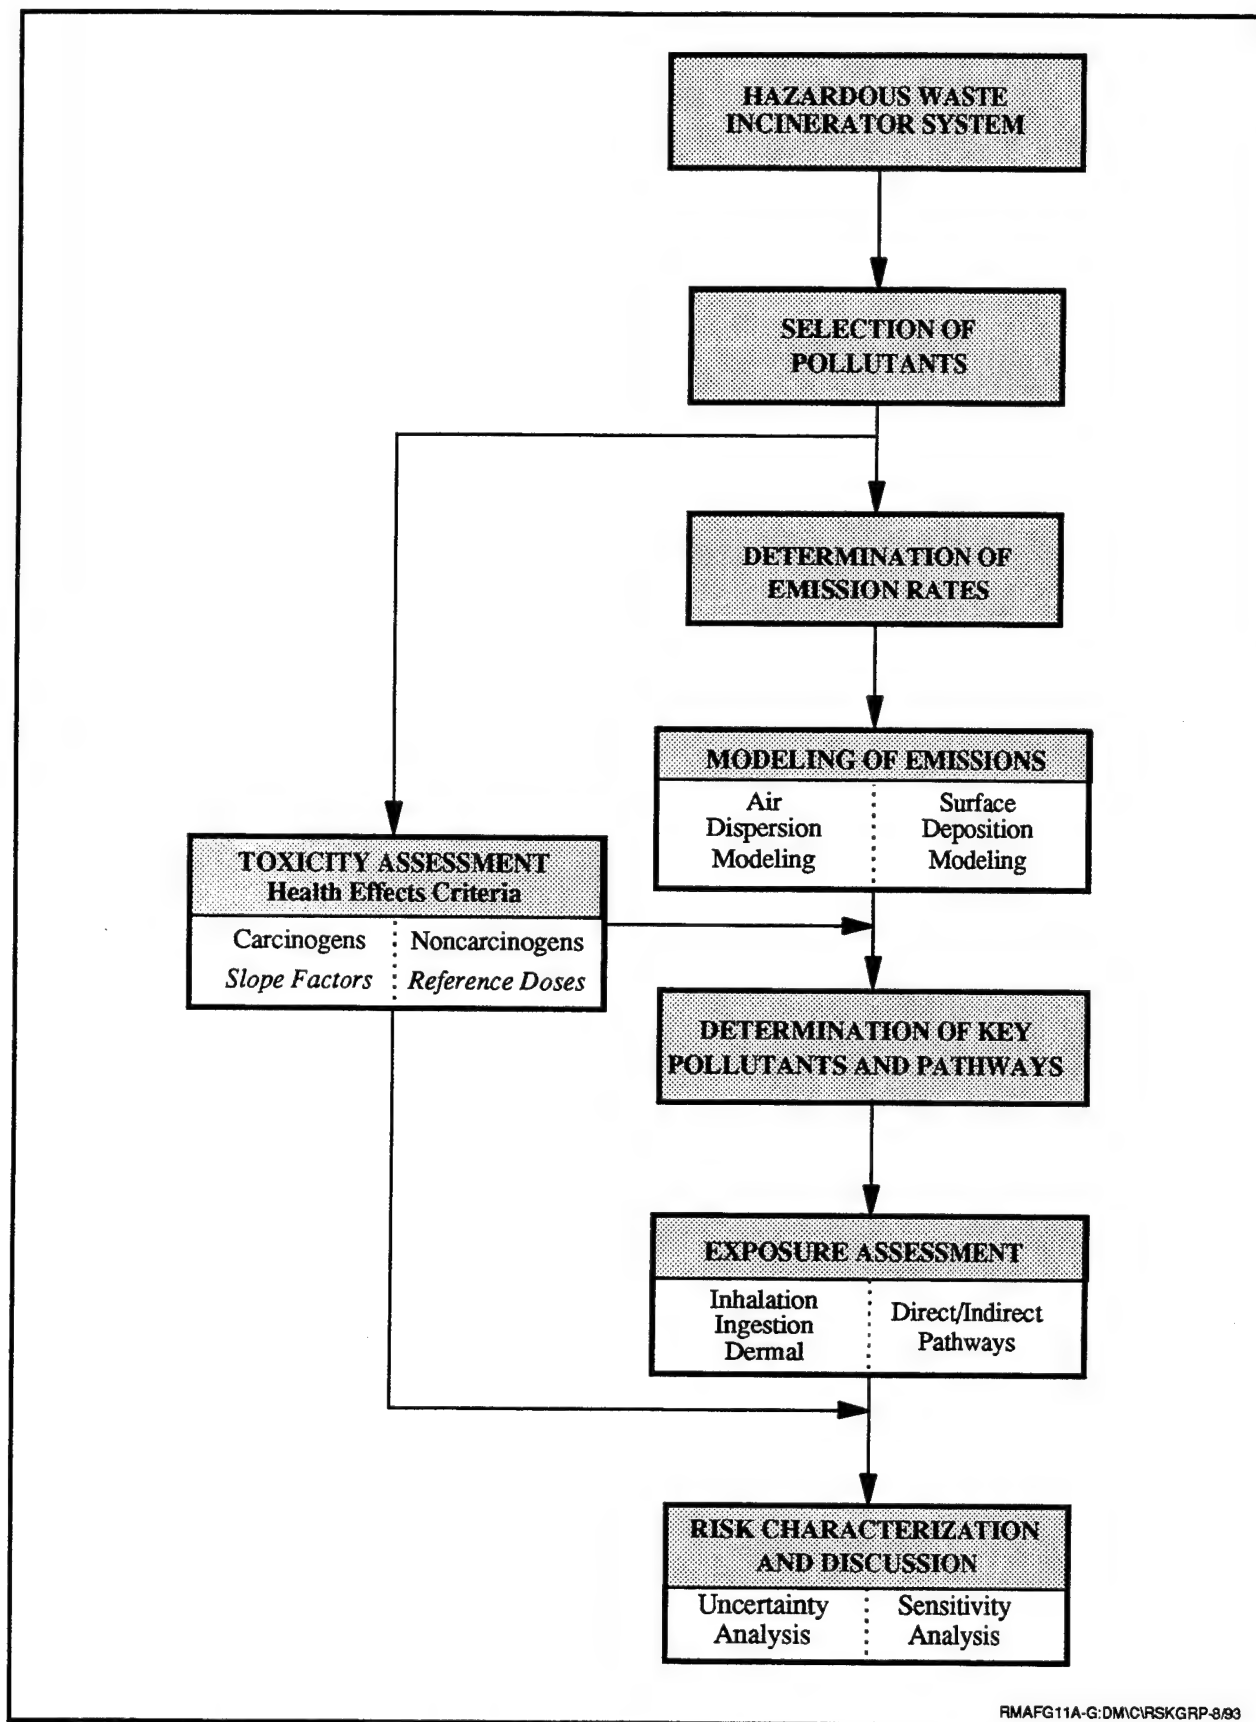 HAZARDOUS WASTE
INCINERATOR SYSTEM
SELECTION OF
POLLUTANTS
DETERMINATION OF
EMISSION RATES
MODELING OF EMISSIONS
Air
Dispersion
Modeling
Surface
Deposition
Modeling
TOXICITY ASSESSMENT
Health Effects Criteria
Carcinogens
Slope Factors
Noncarcinogens
Reference Doses
DETERMINATION OF KEY
POLLUTANTS AND PATHWAYS
EXPOSURE ASSESSMENT
Inhalation
Ingestion
Dermal
Direct/Indirect
Pathways
RISK CHARACTERIZATION
AND DISCUSSION
Uncertainty
Analysis
Sensitivity
Analysis
RMAFG11A-G:DM\C\RSKGRP-8/93